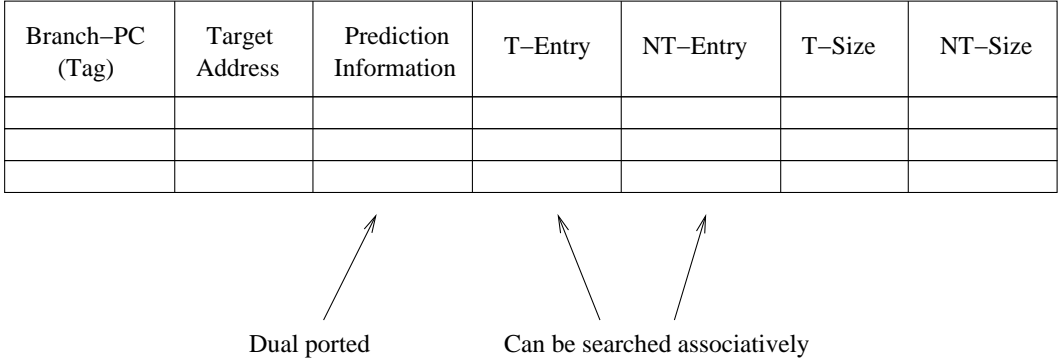 Branch−PC
(Tag)
Target
Address
Prediction
Information
T−Entry
NT−Entry
T−Size
NT−Size
Dual ported
Can be searched associatively